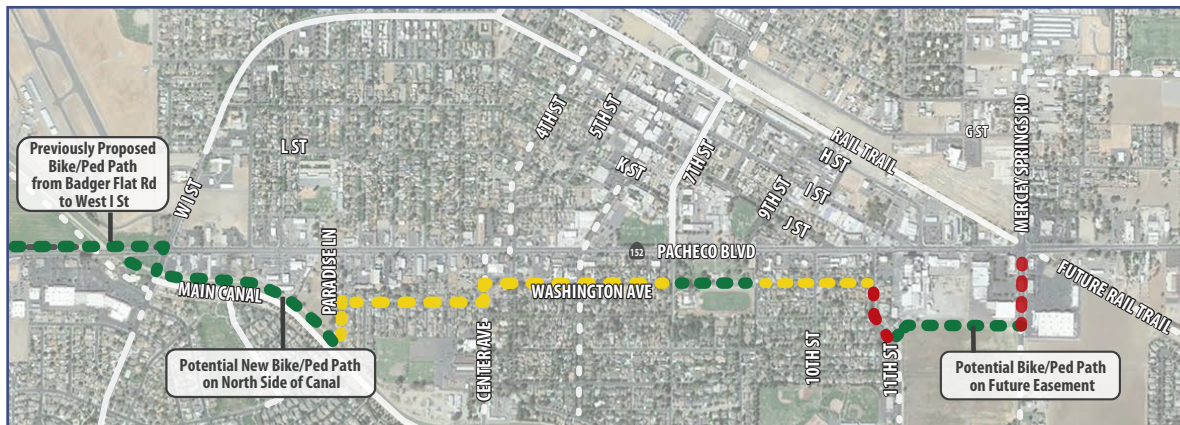 Previously Proposed
Bike/Ped Path
from Badger Flat Rd
to West I St
W I ST
L ST
4TH ST
5TH ST
K ST
7TH ST
RAIL TRAIL
H ST
I ST
9TH ST
J ST
G ST
MERCEY SPRINGS RD
PARADISE LN
152
PACHECO BLVD
MAIN CANAL
WASHINGTON AVE
FUTURE RAIL TRAIL
CENTER AVE
10TH ST
11TH ST
Potential New Bike/Ped Path
on North Side of Canal
Potential Bike/Ped Path
on Future Easement